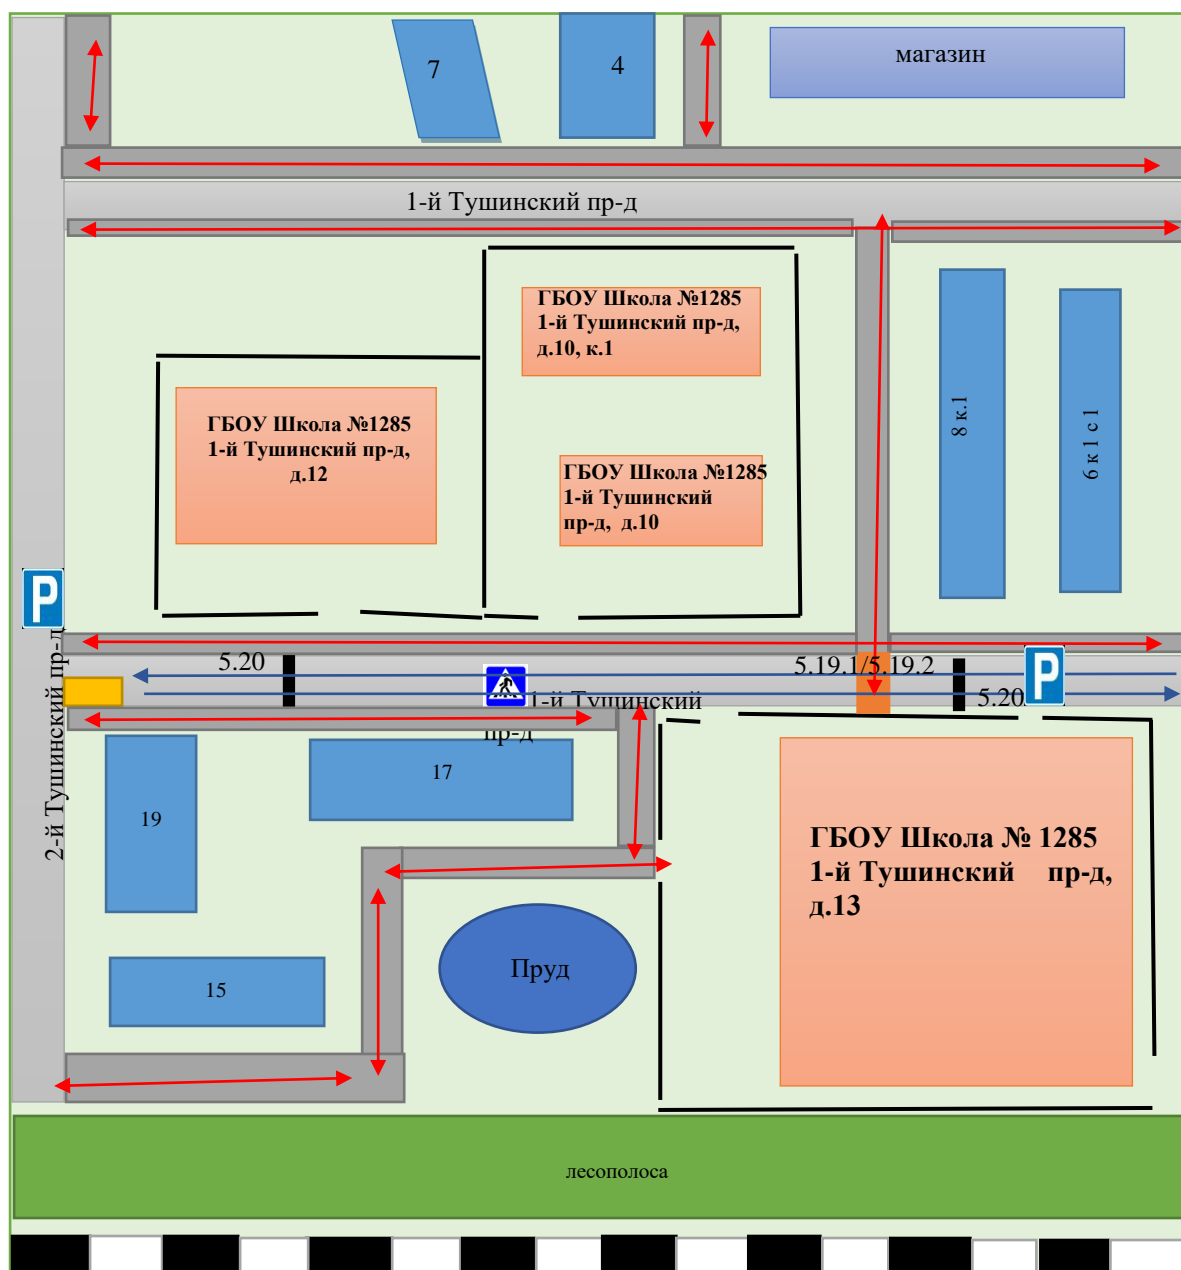 7
4
магазин
1-й Тушинский пр-д
ГБОУ Школа №1285
1-й Тушинский пр-д,
д.10, к.1
8 к.1
6 к 1 с 1
ГБОУ Школа №1285
1-й Тушинский пр-д,
д.12
ГБОУ Школа №1285
1-й Тушинский
пр-д, д.10
P
2-й Тушинский пр-д
5.20
5.19.1/5.19.2
P
5.20
1-й Тушинский
пр-д
17
19
ГБОУ Школа № 1285
1-й Тушинский пр-д,
д.13
Пруд
15
лесополоса